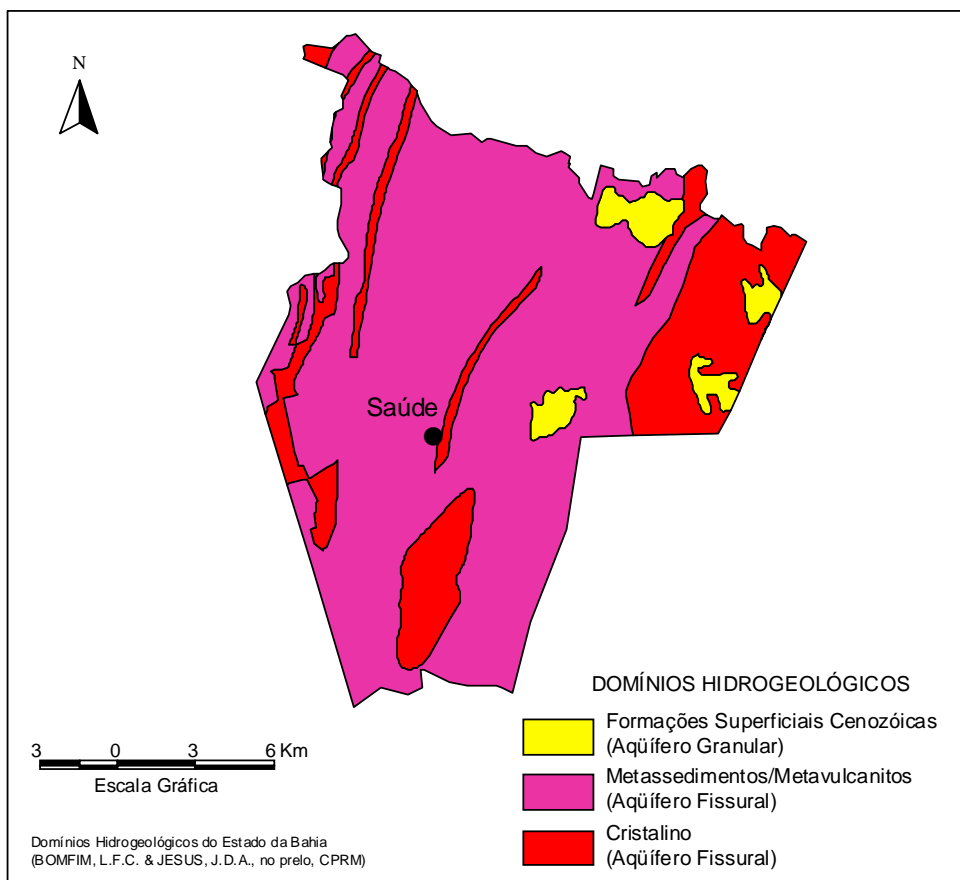 N
Saúde
DOMÍNIOS HIDROGEOLÓGICOS
Formações Superficiais Cenozóicas
(Aqüífero Granular)
Metassedimentos/Metavulcanitos
(Aqüífero Fissural)
Cristalino
(Aqüífero Fissural)
3 0 3 6 Km
Escala Gráfica
Domínios Hidrogeológicos do Estado da Bahia
(BOMFIM, L.F.C. & JESUS, J.D.A., no prelo, CPRM)